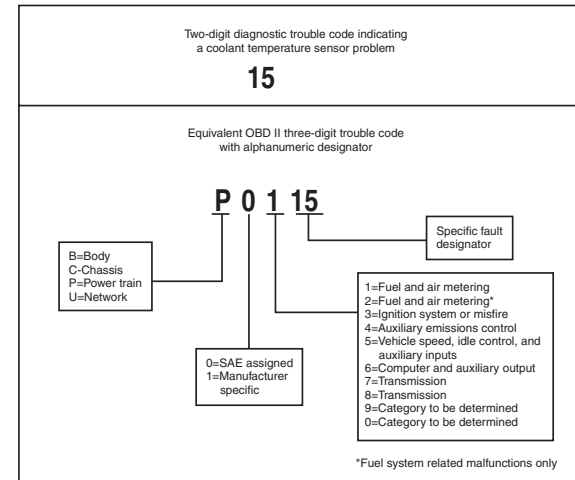 Two-digit diagnostic trouble code indicating
a coolant temperature sensor problem
15
Equivalent OBD II three-digit trouble code
with alphanumeric designator
P 0 1 15
Specific fault
designator
B=Body
C-Chassis
P=Power train
U=Network
1=Fuel and air metering
2=Fuel and air metering*
3=Ignition system or misfire
4=Auxiliary emissions control
5=Vehicle speed, idle control, and
auxiliary inputs
6=Computer and auxiliary output
7=Transmission
8=Transmission
9=Category to be determined
0=Category to be determined
0=SAE assigned
1=Manufacturer
specific
*Fuel system related malfunctions only